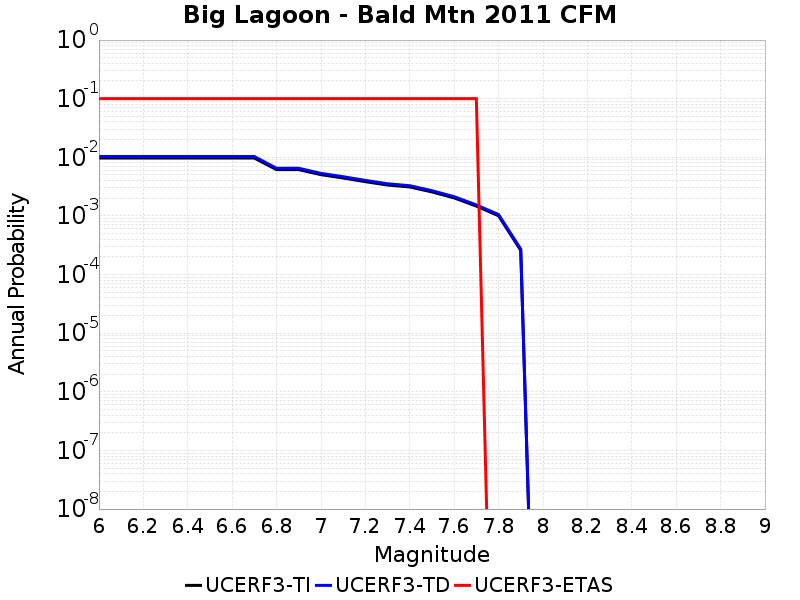 Big Lagoon - Bald Mtn 2011 CFM
Annual Probability
10^0
10^-1
10^-2
10^-3
10^-4
10^-5
10^-6
10^-7
10^-8
6 6.2 6.4 6.6 6.8 7 7.2 7.4 7.6 7.8 8 8.2 8.4 8.6 8.8 9
Magnitude
UCERF3-TI UCERF3-TD UCERF3-ETAS